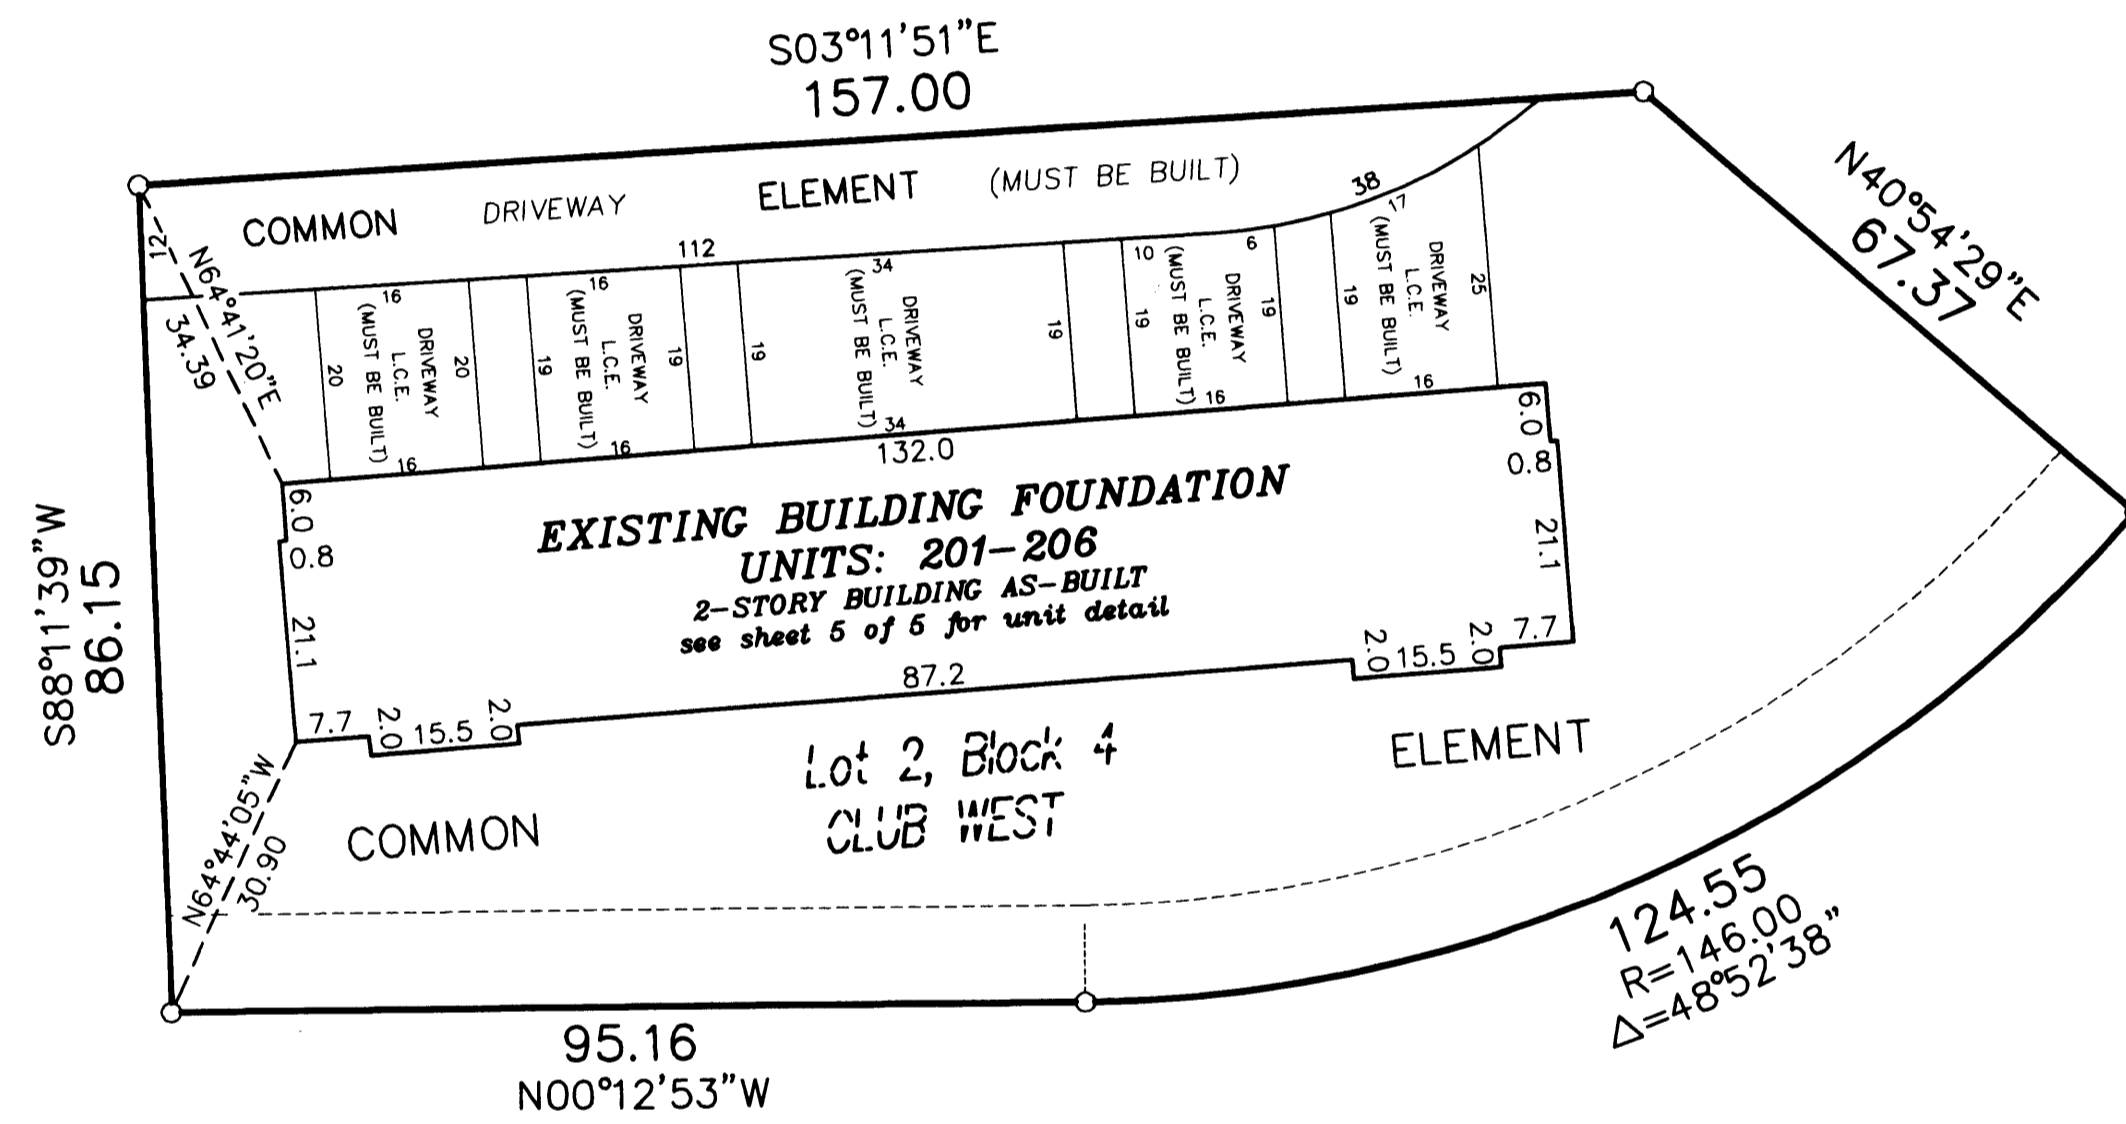 S03°11'51"E
157.00
COMMON DRIVEWAY ELEMENT (MUST BE BUILT)
N40°54'29"E
67.37
12
N64°41'20"E
34.39
112
38
16
DRIVEWAY
L.C.E.
(MUST BE BUILT)
20
20
16
16
DRIVEWAY
L.C.E.
(MUST BE BUILT)
19
19
16
34
DRIVEWAY
L.C.E.
(MUST BE BUILT)
19
19
34
10
6
DRIVEWAY
L.C.E.
(MUST BE BUILT)
19
19
16
17
DRIVEWAY
L.C.E.
(MUST BE BUILT)
19
25
16
132.0
6.0
0.8
21.1
6.0
0.8
21.1
EXISTING BUILDING FOUNDATION
UNITS: 201-206
2-STORY BUILDING AS-BUILT
see sheet 5 of 5 for unit detail
7.7
2.0
15.5
2.0
87.2
2.0
15.5
2.0
7.7
S88°11'39"W
86.15
Lot 2, Block 4
CLUB WEST
COMMON
ELEMENT
N64°44'05"W
30.90
124.55
R=146.00
Δ=48°52'38"
95.16
N00°12'53"W